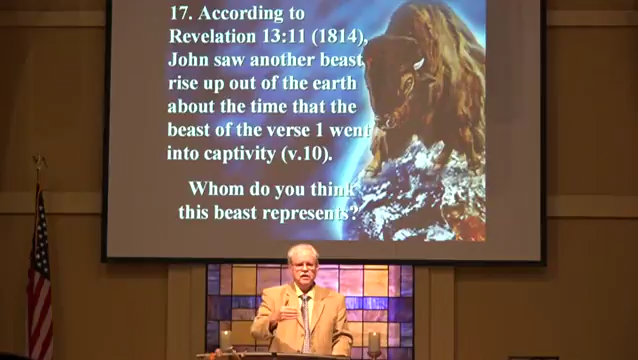 17. According to
Revelation 13:11 (1814),
John saw another beast
rise up out of the earth
about the time that the
beast of the verse 1 went
into captivity (v.10).
Whom do you think
this beast represents?